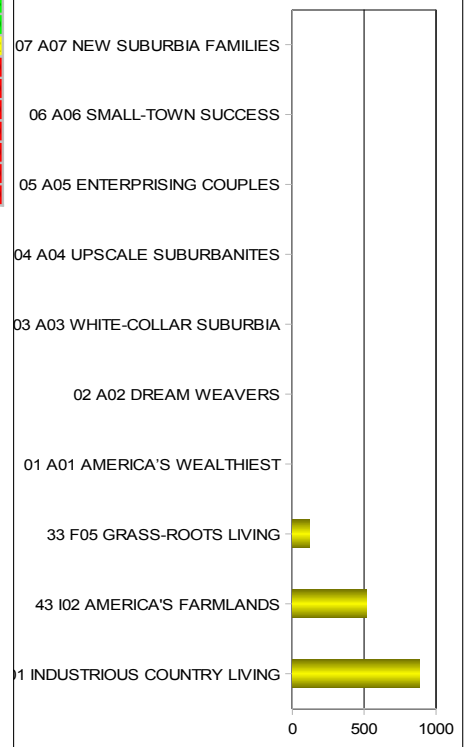 07 A07 NEW SUBURBIA FAMILIES
06 A06 SMALL-TOWN SUCCESS
05 A05 ENTERPRISING COUPLES
04 A04 UPSCALE SUBURBANITES
03 A03 WHITE-COLLAR SUBURBIA
02 A02 DREAM WEAVERS
01 A01 AMERICA'S WEALTHIEST
33 F05 GRASS-ROOTS LIVING
43 I02 AMERICA'S FARMLANDS
INDUSTRIOUS COUNTRY LIVING
0 500 1000